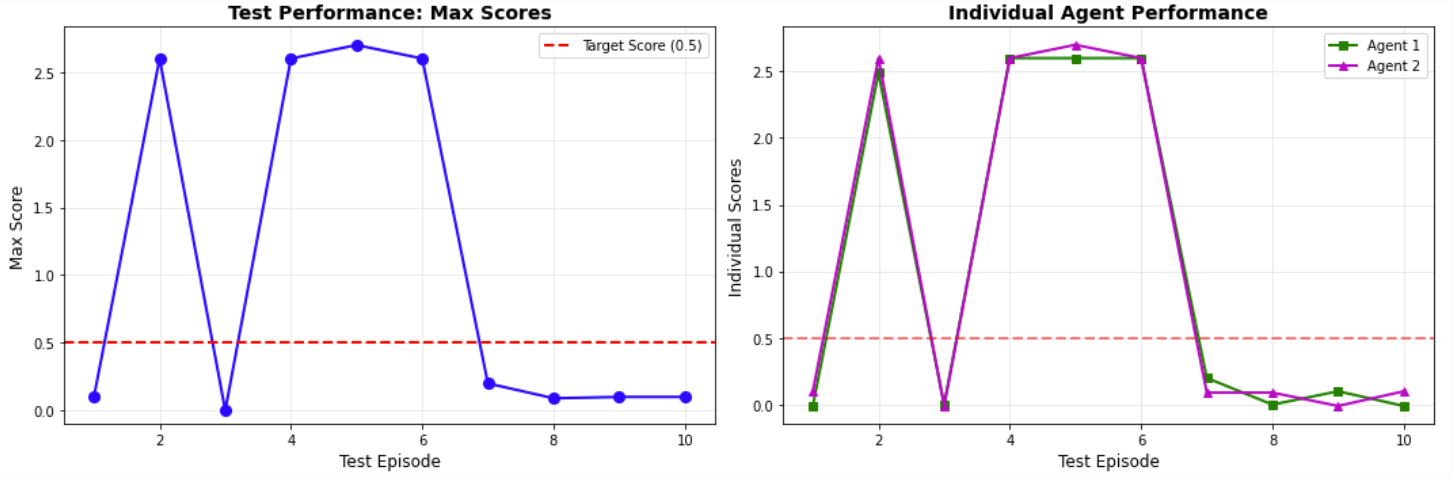 Test Performance: Max Scores
Target Score (0.5)
Max Score
2.5
2.0
1.5
1.0
0.5
0.0
2 4 6 8 10
Test Episode
Individual Agent Performance
Agent 1
Agent 2
Individual Scores
2.5
2.0
1.5
1.0
0.5
0.0
2 4 6 8 10
Test Episode